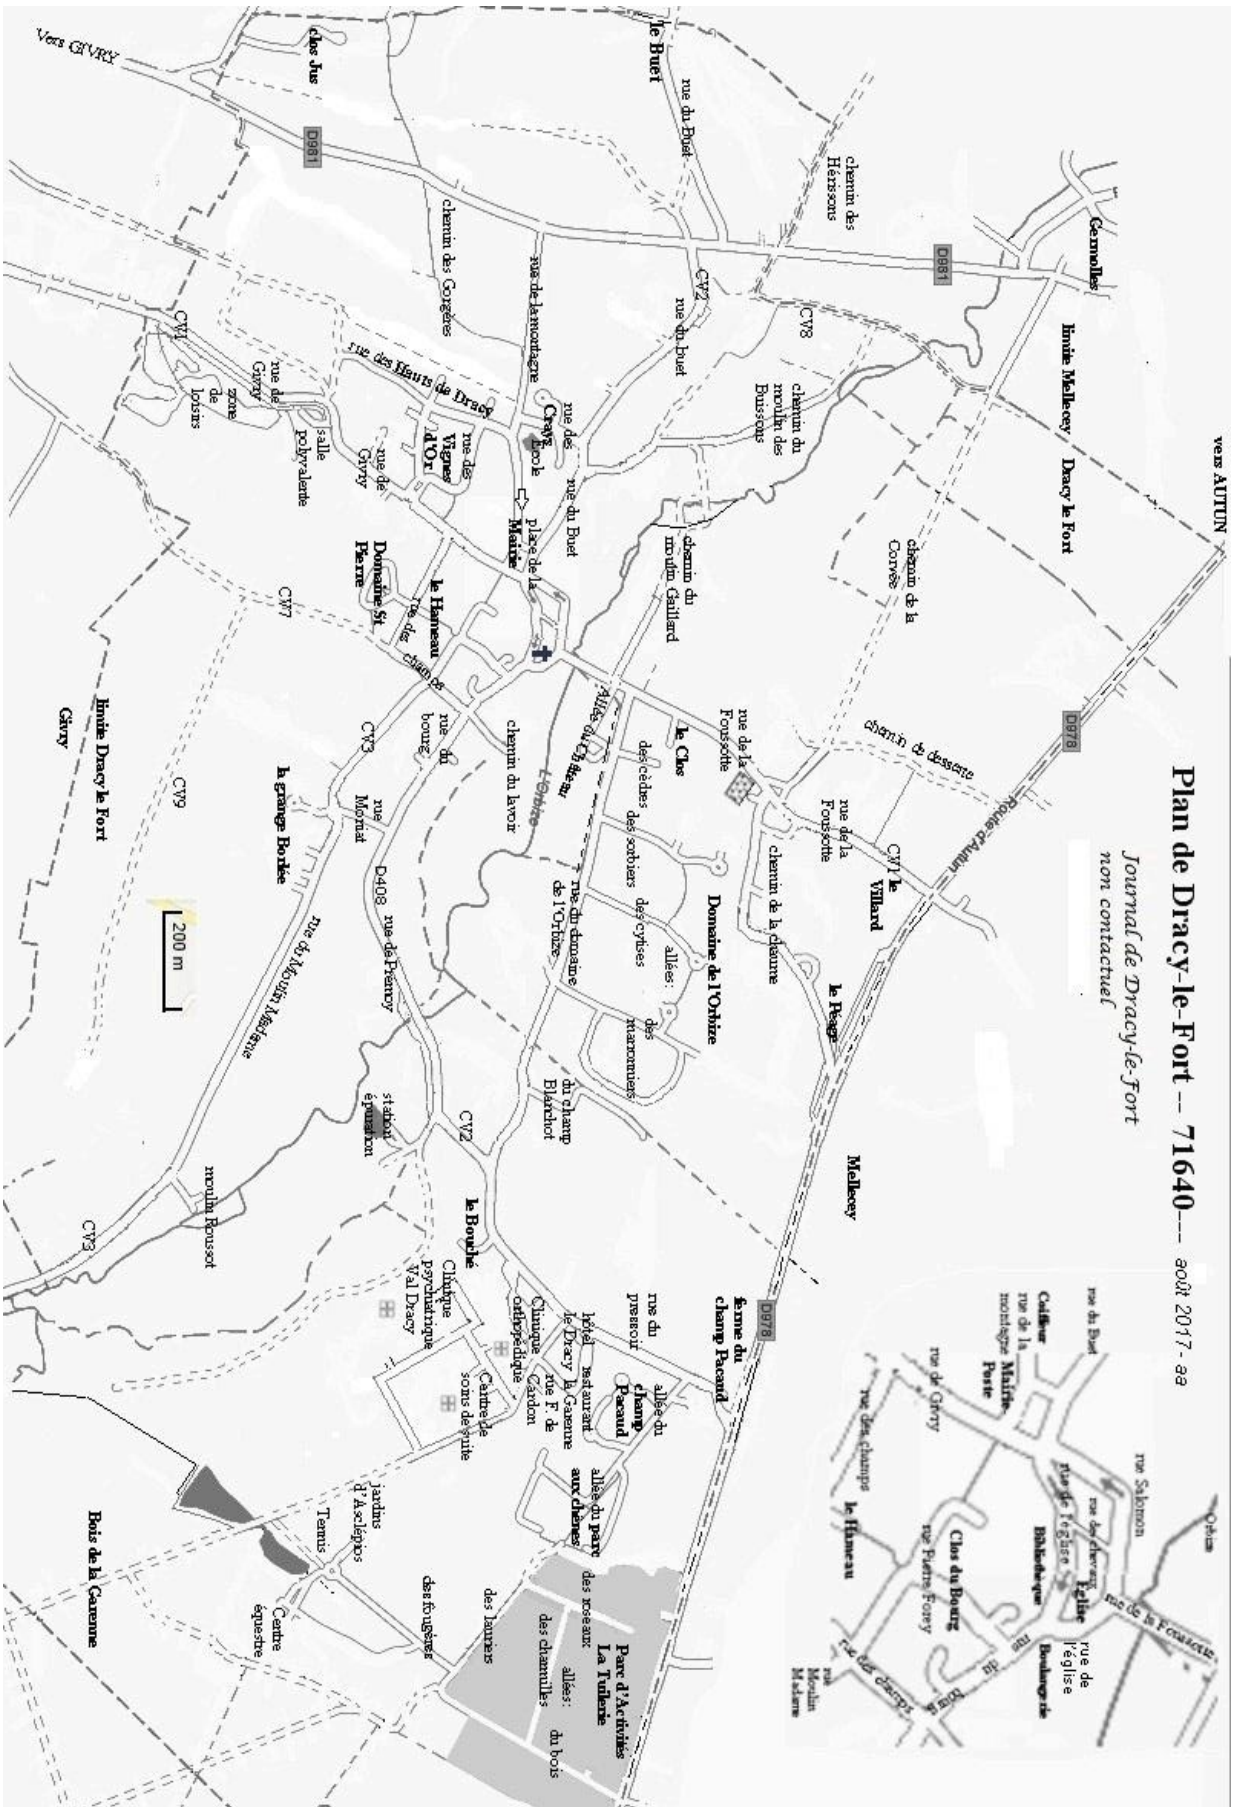 Plan de Dracy-le-Fort -- 71640--- août 2017 - aa
Journal de Dracy-le-Fort
non contactuel
vers AUTUN
Vers GIVRY
clos Jus
le Buet
rue du Buet
chemin des
Hérissons
Germolles
D981
D981
limite Mellecey Dracy le Fort
chemin des Gorgères
rue de la montagne
CV2
rue du Buet
CV8
chemin du
moulin des
Buissons
CV1
rue de
Givry
zone
de
loisirs
rue des Hauts de Dracy
rue des
Crays
école
salle
polyvalente
rue de
Givry
rue des
Vignes
d'Or
rue du Buet
place de la
Mairie
chemin du
moulin Gaillard
chemin de la
Corvée
Domaine St
Pierre
le Hameau
rue des
champs
CV7
CV3
limite Dracy le Fort
Givry
CV9
rue du
bourg
chemin du lavoir
L'Orbize
Allée du Château
le Clos
rue de la
Foussotte
chemin de desserte
D978
Route d'Autun
rue de la
Foussotte
CV1
le
Villard
la grange Borlée
rue
Morniat
D408
rue de Prémoy
rue du Moulin Madame
200 m
des cèdres
des sorbiers
des cytises
allées:
des
marronniers
Domaine de l'Orbize
rue du domaine
de l'Orbize
chemin de la chaume
le Péage
du champ
Blanchot
CV2
station
épuration
moulin Roussot
CV3
Mellecey
le Bouché
Clinique
psychiatrique
Val Dracy
Clinique
orthopédique
hôtel
le Dracy
restaurant
la Garenne
rue F. de
Cardon
Centre de
soins de suite
rue du
pressoir
ferme du
champ Pacaud
D978
allée du
champ
Pacaud
allée du parc
aux chênes
jardins
d'Asclépios
Tennis
Centre
équestre
Bois de la Garenne
des fougères
des lauriers
des roseaux
des charmilles
allées:
du bois
Parc d'Activités
La Tuilerie
rue du Buet
Coiffeur
rue de la
montagne
Mairie
Poste
rue de Givry
rue des champs
le Hameau
rue Salomon
Orbize
rue de l'église
rue des chevaux
Bibliothèque
Eglise
rue de la Foussotte
Clos du Bourg
rue Pierre Forey
rue du bourg
Boulangerie
rue de
l'église
rue des champs
rue
Moulin
Madame